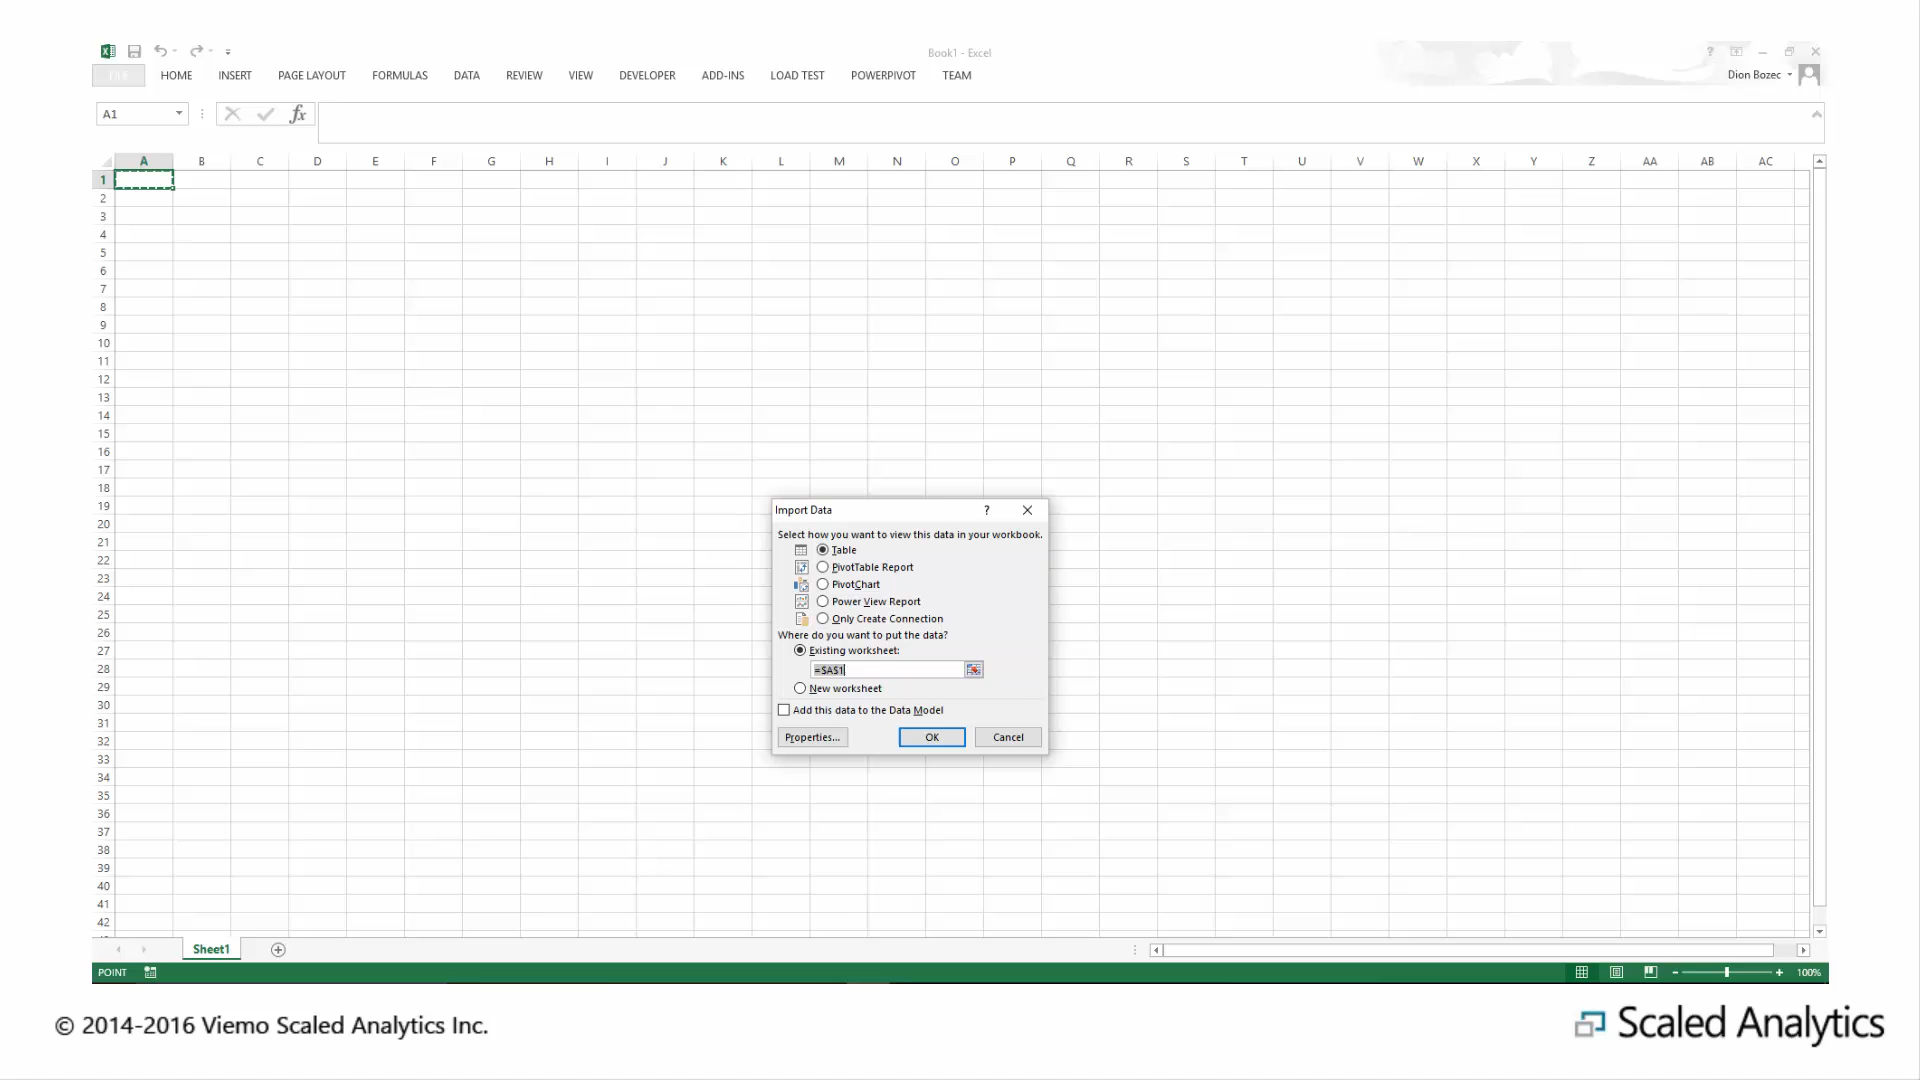 Book1 - Excel
FILE HOME INSERT PAGE LAYOUT FORMULAS DATA REVIEW VIEW DEVELOPER ADD-INS LOAD TEST POWERPIVOT TEAM Dion Bozec
A1 fx
A B C D E F G H I J K L M N O P Q R S T U V W X Y Z AA AB AC
1
2
3
4
5
6
7
8
9
10
11
12
13
14
15
16
17
18
19
20
21
22
23
24
25
26
27
28
29
30
31
32
33
34
35
36
37
38
39
40
41
42
Import Data ?
Select how you want to view this data in your workbook.
Table
PivotTable Report
PivotChart
Power View Report
Only Create Connection
Where do you want to put the data?
Existing worksheet:
=$A$1
New worksheet
Add this data to the Data Model
Properties... OK Cancel
Sheet1
POINT 100%
© 2014-2016 Viemo Scaled Analytics Inc.
Scaled Analytics